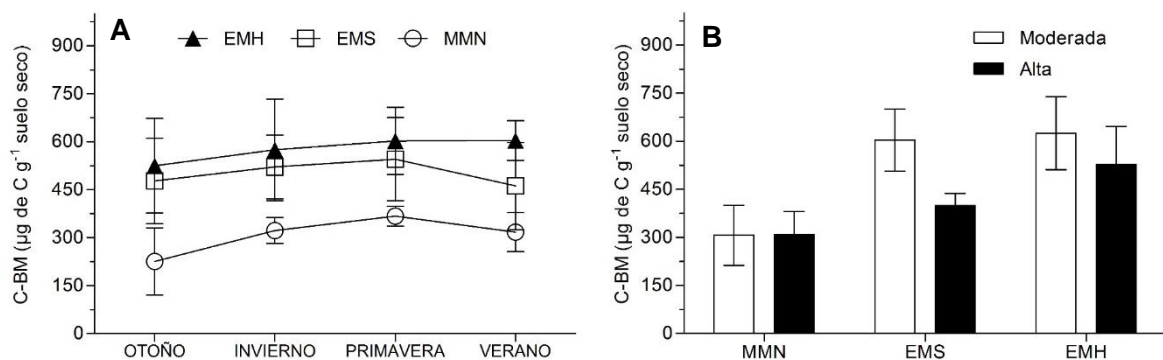 A
EMH EMS MMN
C-BM (µg de C g⁻¹ suelo seco)
900
750
600
450
300
150
0
OTOÑO INVIERNO PRIMAVERA VERANO
B
Moderada
Alta
C-BM (µg de C g⁻¹ suelo seco)
900
750
600
450
300
150
0
MMN EMS EMH